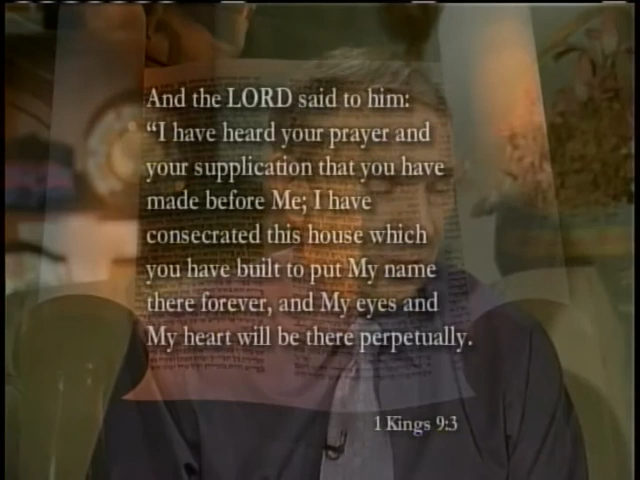 And the LORD said to him:
“I have heard your prayer and
your supplication that you have
made before Me; I have
consecrated this house which
you have built to put My name
there forever, and My eyes and
My heart will be there perpetually.
1 Kings 9:3